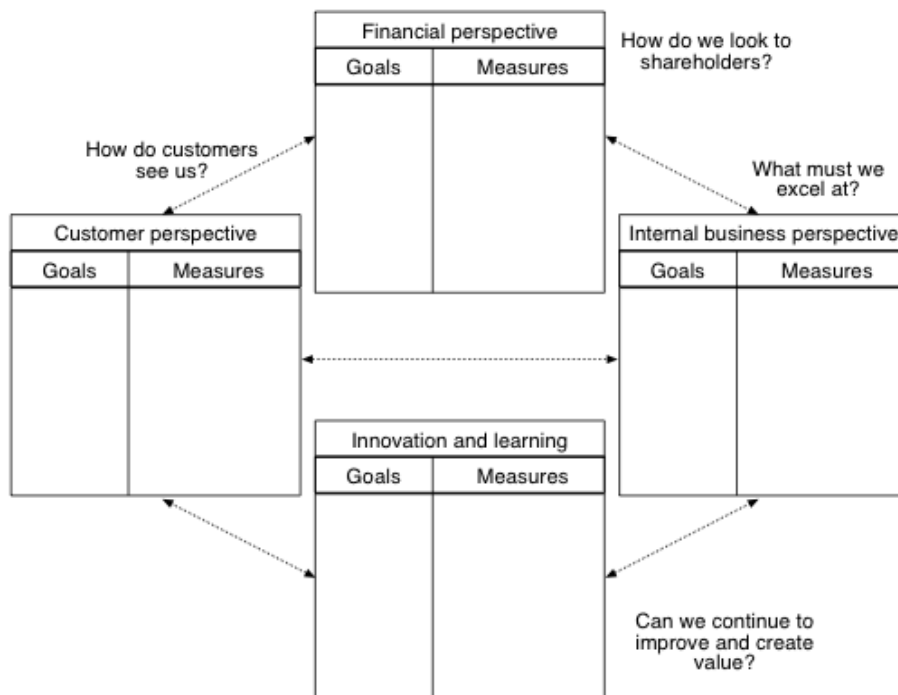 Financial perspective
Goals
Measures
How do we look to
shareholders?
How do customers
see us?
What must we
excel at?
Customer perspective
Goals
Measures
Internal business perspective
Goals
Measures
Innovation and learning
Goals
Measures
Can we continue to
improve and create
value?